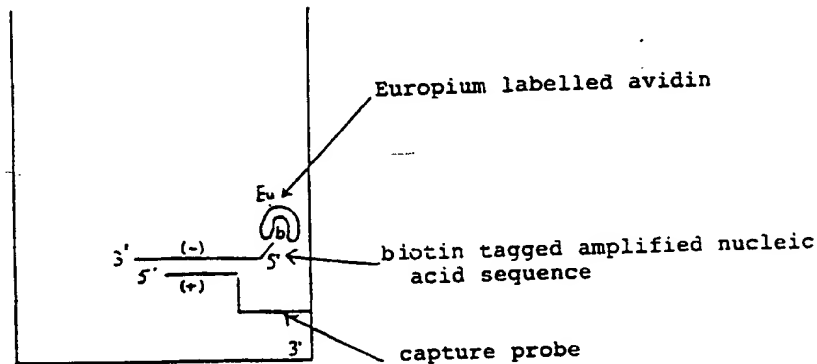 Europium labelled avidin
Eu
b
3' (-) 5'
biotin tagged amplified nucleic
acid sequence
5' (+)
3'
capture probe